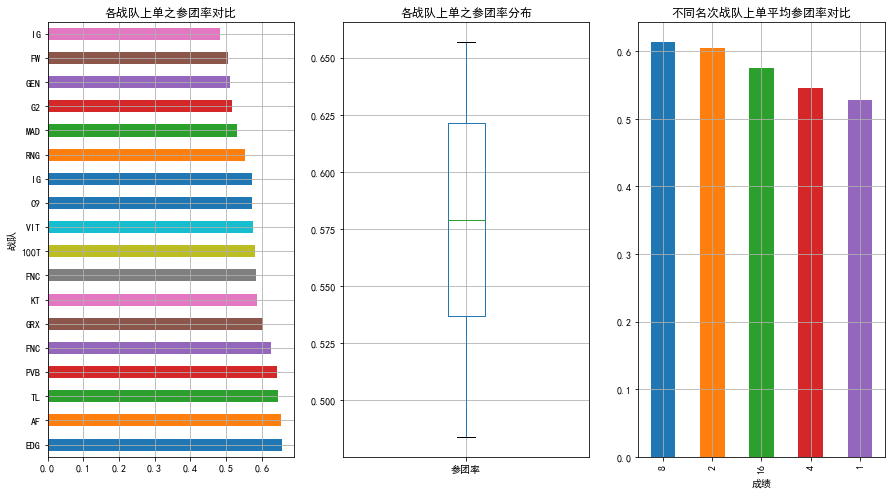 各战队上单之参团率对比
战队
IG
FW
GEN
G2
MAD
RNG
IG
C9
VIT
100T
FNC
KT
GRX
FNC
PVB
TL
AF
EDG
0.0 0.1 0.2 0.3 0.4 0.5 0.6
各战队上单之参团率分布
0.650
0.625
0.600
0.575
0.550
0.525
0.500
参团率
不同名次战队上单平均参团率对比
0.6
0.5
0.4
0.3
0.2
0.1
0.0
8 2 16 4 1
成绩